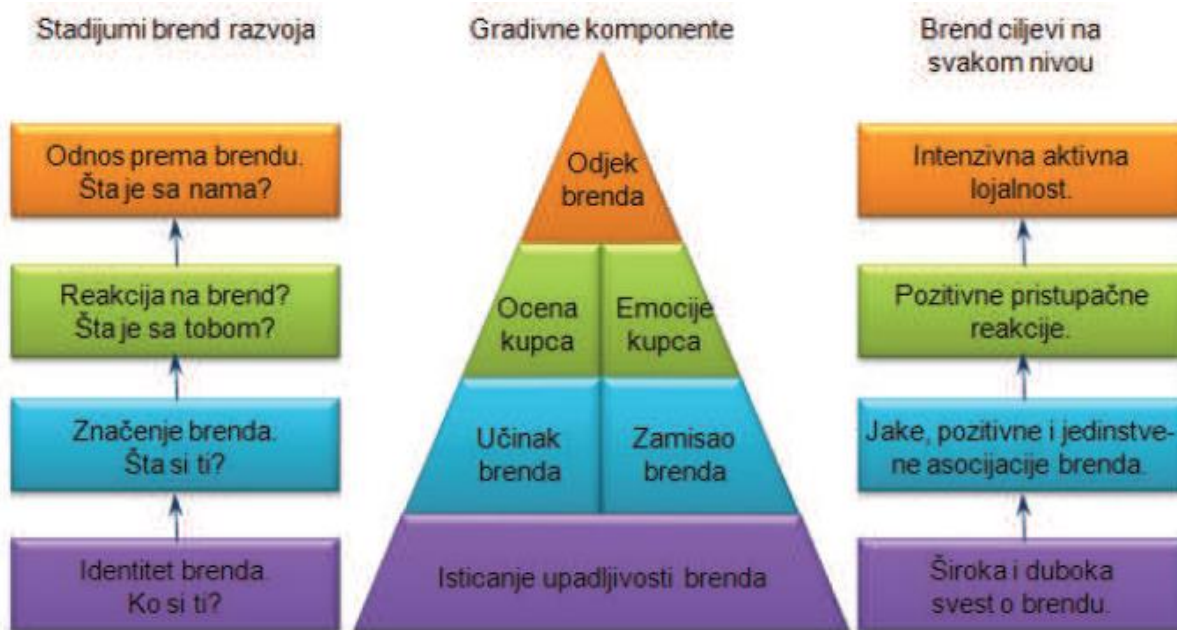 Stadijumi brend razvoja
Gradivne komponente
Brend ciljevi na
svakom nivou
Odnos prema brendu.
Šta je sa nama?
Odjek
brenda
Intenzivna aktivna
lojalnost.
Reakcija na brend?
Šta je sa tobom?
Ocena
kupca
Emocije
kupca
Pozitivne pristupačne
reakcije.
Značenje brenda.
Šta si ti?
Učinak
brenda
Zamisao
brenda
Jake, pozitivne i jedinstve-
ne asocijacije brenda.
Identitet brenda.
Ko si ti?
Isticanje upadljivosti brenda
Široka i duboka
svest o brendu.